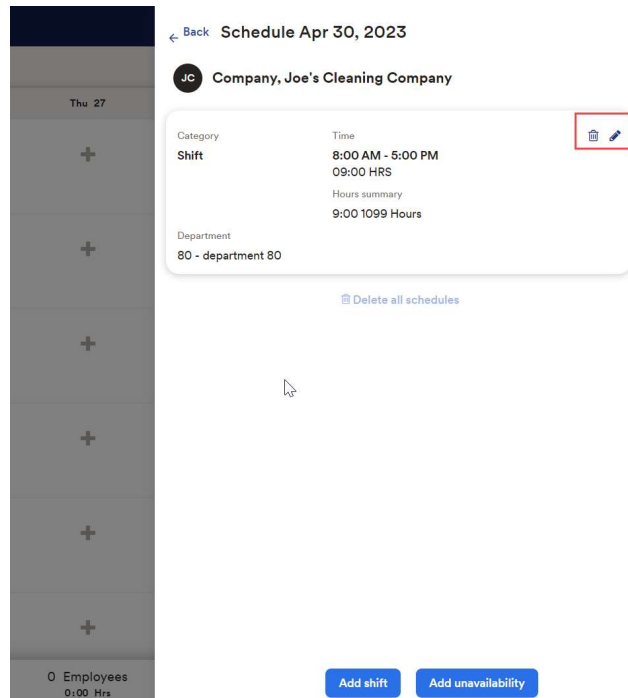 ← Back Schedule Apr 30, 2023
JC Company, Joe's Cleaning Company
Thu 27
Category
Time
Shift
8:00 AM - 5:00 PM
09:00 HRS
Hours summary
9:00 1099 Hours
Department
80 - department 80
Delete all schedules
0 Employees
0:00 Hrs
Add shift
Add unavailability